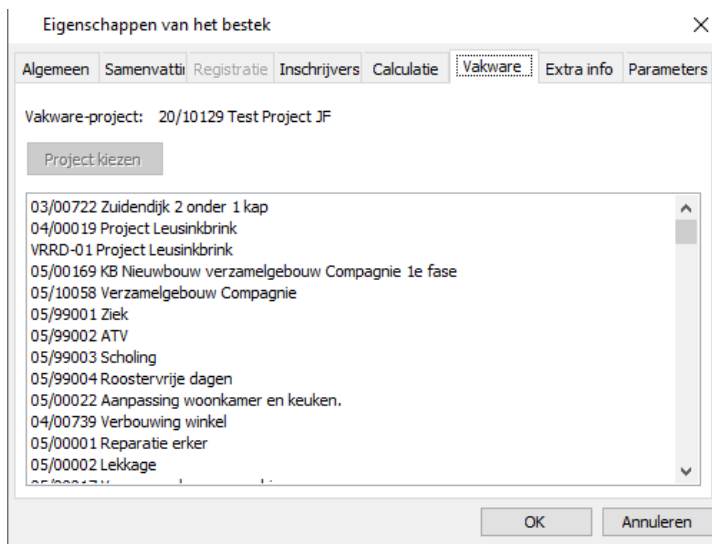 Eigenschappen van het bestek
Algemeen Samenvattir Registratie Inschrijvers Calculatie Vakware Extra info Parameters
Vakware-project: 20/10129 Test Project JF
Project kiezen
03/00722 Zuidendijk 2 onder 1 kap
04/00019 Project Leusinkbrink
VRRD-01 Project Leusinkbrink
05/00169 KB Nieuwbouw verzamelgebouw Compagnie 1e fase
05/10058 Verzamelgebouw Compagnie
05/99001 Ziek
05/99002 ATV
05/99003 Scholing
05/99004 Roostervrije dagen
05/00022 Aanpassing woonkamer en keuken.
04/00739 Verbouwing winkel
05/00001 Reparatie erker
05/00002 Lekkage
OK Annuleren